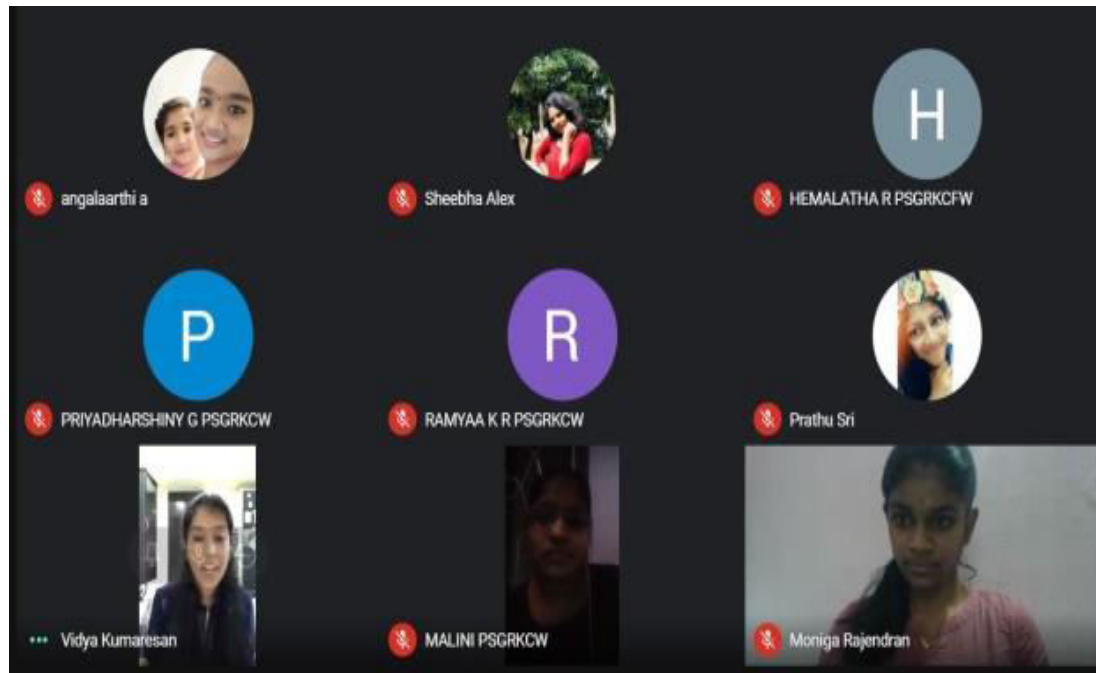 angalaarthi a
Sheebha Alex
H
HEMALATHA R PSGRKCFW
P
PRIYADHARSHINY G PSGRKCW
R
RAMYAA K R PSGRKCW
Prathu Sri
Vidya Kumaresan
MALINI PSGRKCW
Moniga Rajendran